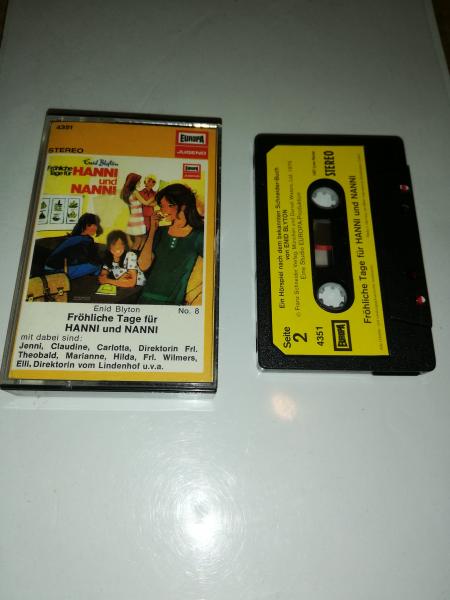 4351
EUROPA
STEREO
JUGEND
Enid Blyton
Fröhliche
Tage für
HANNI
und
NANNI
EUROPA
Enid Blyton
No. 8
Fröhliche Tage für
HANNI und NANNI
mit dabei sind:
Jenni, Claudine, Carlotta, Direktorin Frl.
Theobald, Marianne, Hilda, Frl. Wilmers,
Elli, Direktorin vom Lindenhof u.v.a.
STEREO
Ein Hörspiel nach dem bekannten Schneider-Buch
von ENID BLYTON
Eine Studio EUROPA-Produktion
Seite
2
4351
EUROPA
Fröhliche Tage für HANNI und NANNI